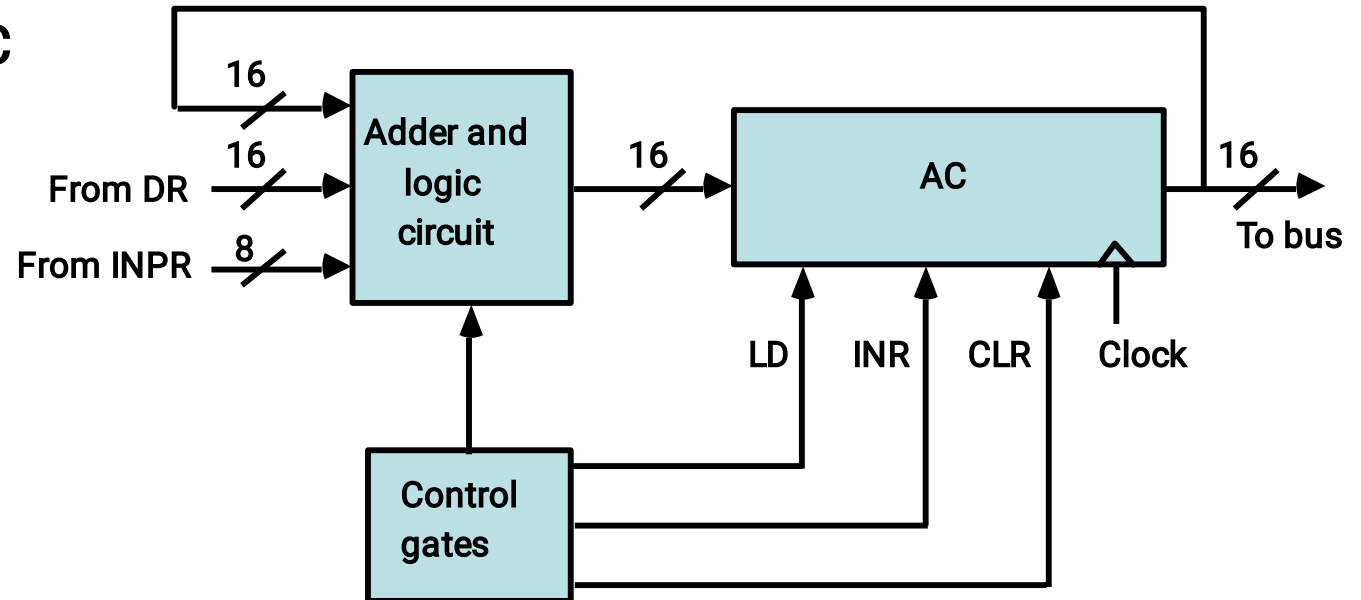 C
16
Adder and
logic
circuit
16
From DR
8
From INPR
16
AC
16
To bus
LD
INR
CLR
Clock
Control
gates